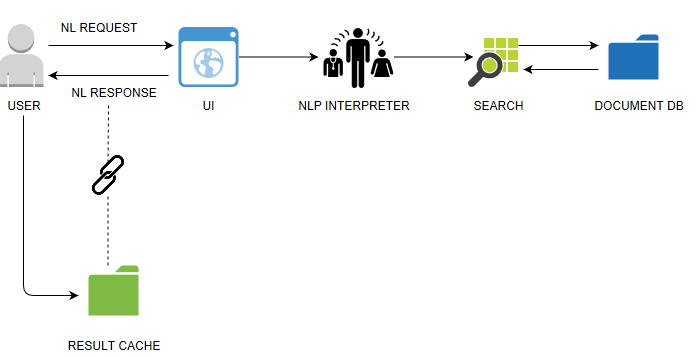 NL REQUEST
NL RESPONSE
USER
UI
NLP INTERPRETER
SEARCH
DOCUMENT DB
RESULT CACHE